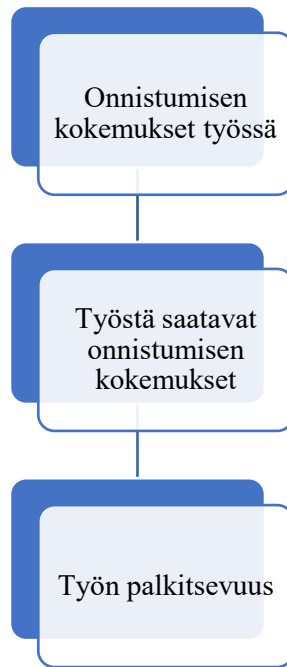 Onnistumisen
kokemukset työssä
Työstä saatavat
onnistumisen
kokemukset
Työn palkitsevuus